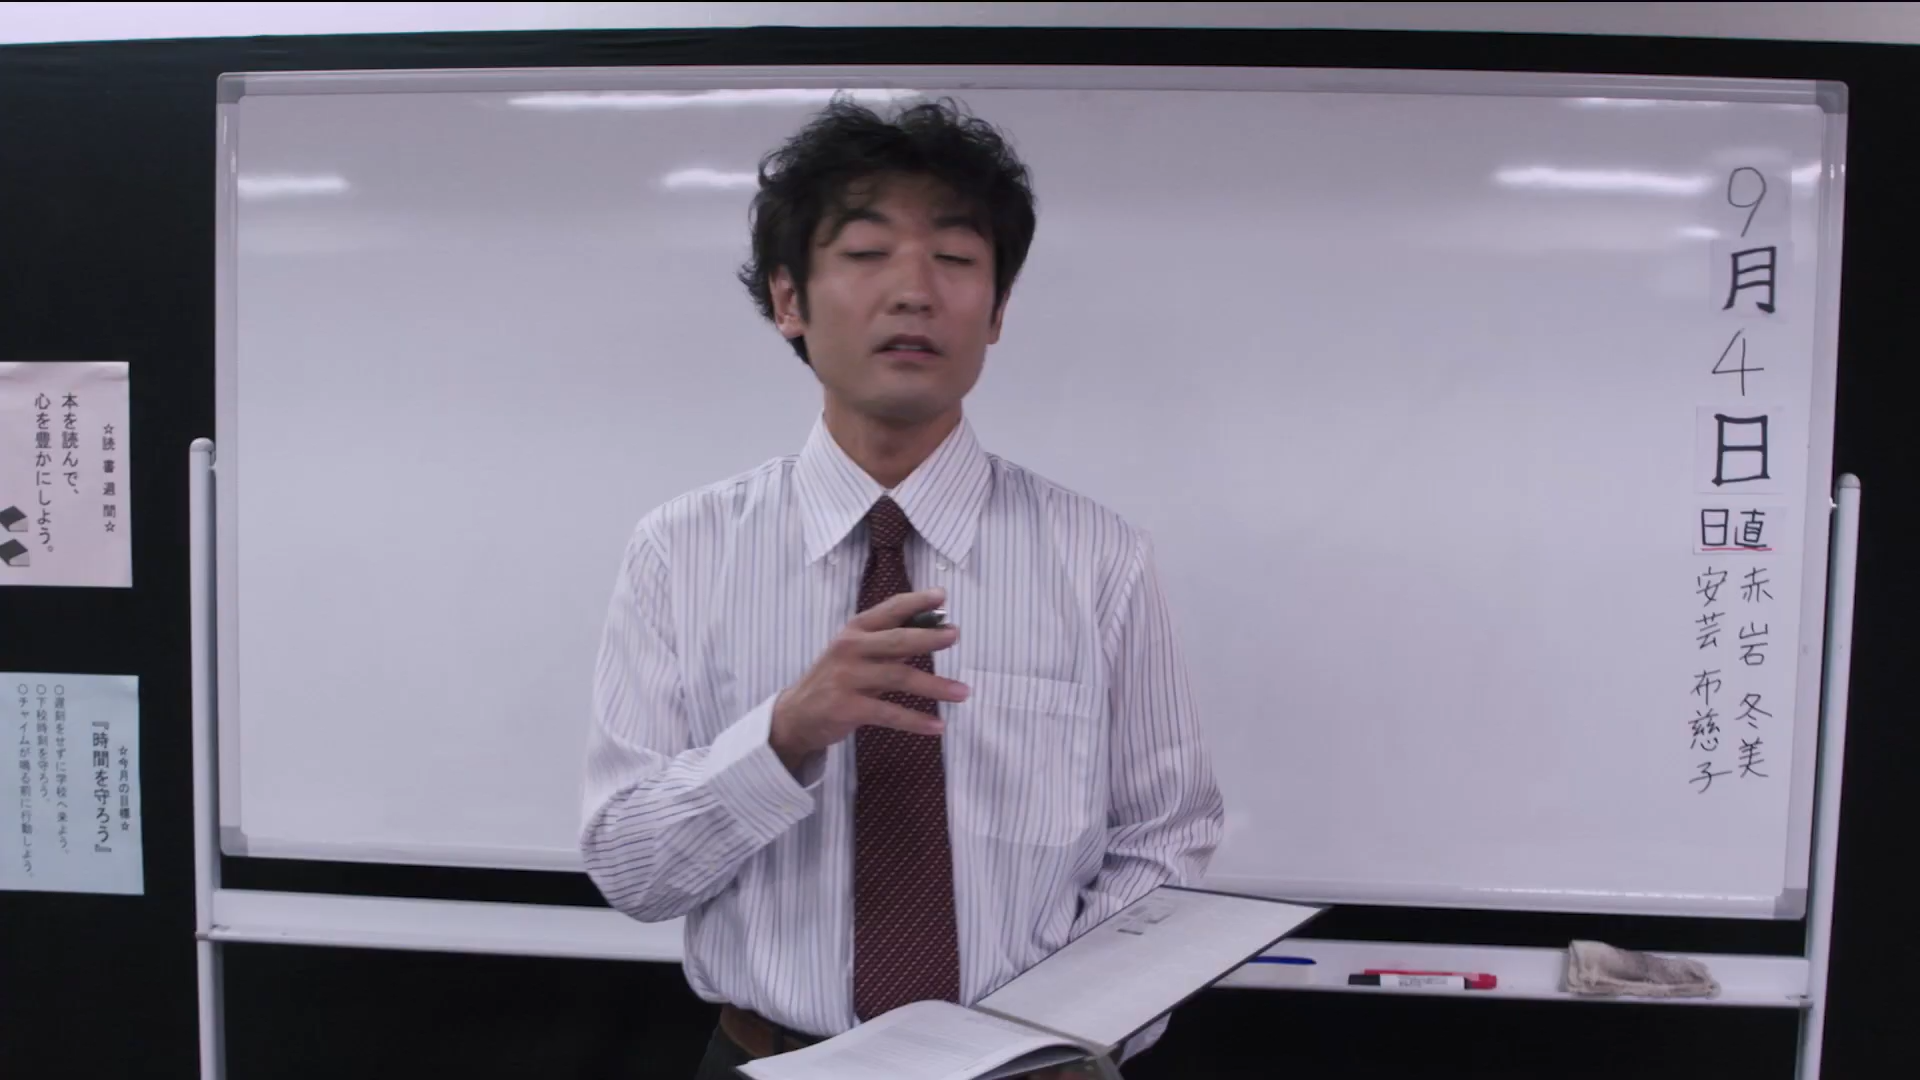 9月4日
日直
赤岩 冬美
安芸 布慈子
☆読書週間☆
本を読んで、
心を豊かにしよう。
☆今月の目標☆
『時間を守ろう』
○遅刻をせずに学校へ来よう。
○下校時刻を守ろう。
○チャイムが鳴る前に行動しよう。